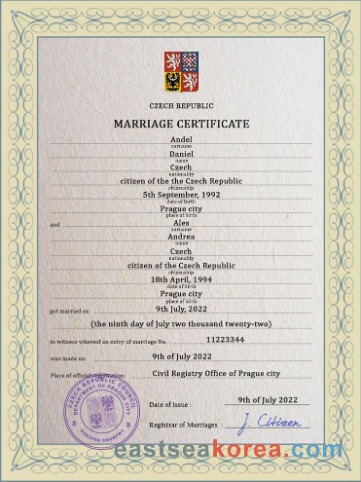 CZECH REPUBLIC
MARRIAGE CERTIFICATE
Andel
surname
Daniel
name
Czech
nationality
citizen of the the Czech Republic
citizenship
5th September, 1992
date of birth
Prague city
place of birth
and
Ales
surname
Andrea
name
Czech
nationality
citizen of the Czech Republic
citizenship
18th April, 1994
date of birth
Prague city
place of birth
got married on 9th July, 2022
(the ninth day of July two thousand twenty-two)
in witness whereof an entry of marriage No. 11223344
was made on 9th of July 2022
Place of official registration: Civil Registry Office of Prague city
CZECH REPUBLIC COUNCIL
DEPARTMENT OF PRAGUE CITY
Date of Issue : 9th of July 2022
Registrar of Marriages : J. Citizen
eastseakorea.com